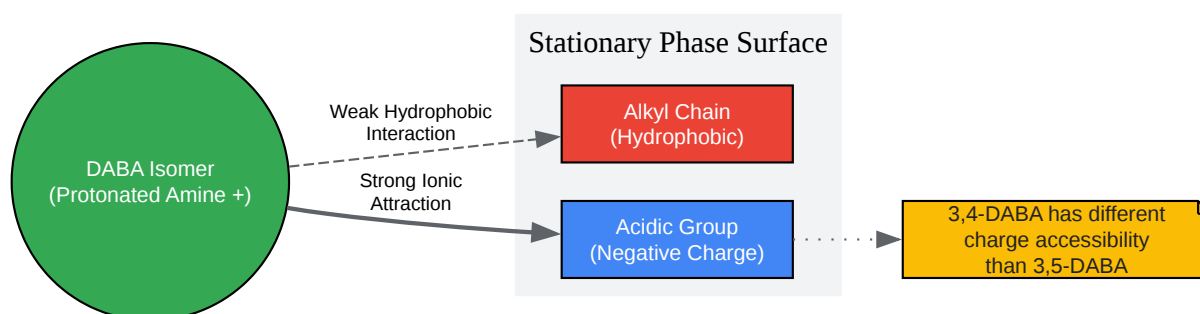 Stationary Phase Surface
DABA Isomer
(Protonated Amine +)
Weak Hydrophobic
Interaction
Strong Ionic
Attraction
Alkyl Chain
(Hydrophobic)
Acidic Group
(Negative Charge)
3,4-DABA has different
charge accessibility
than 3,5-DABA